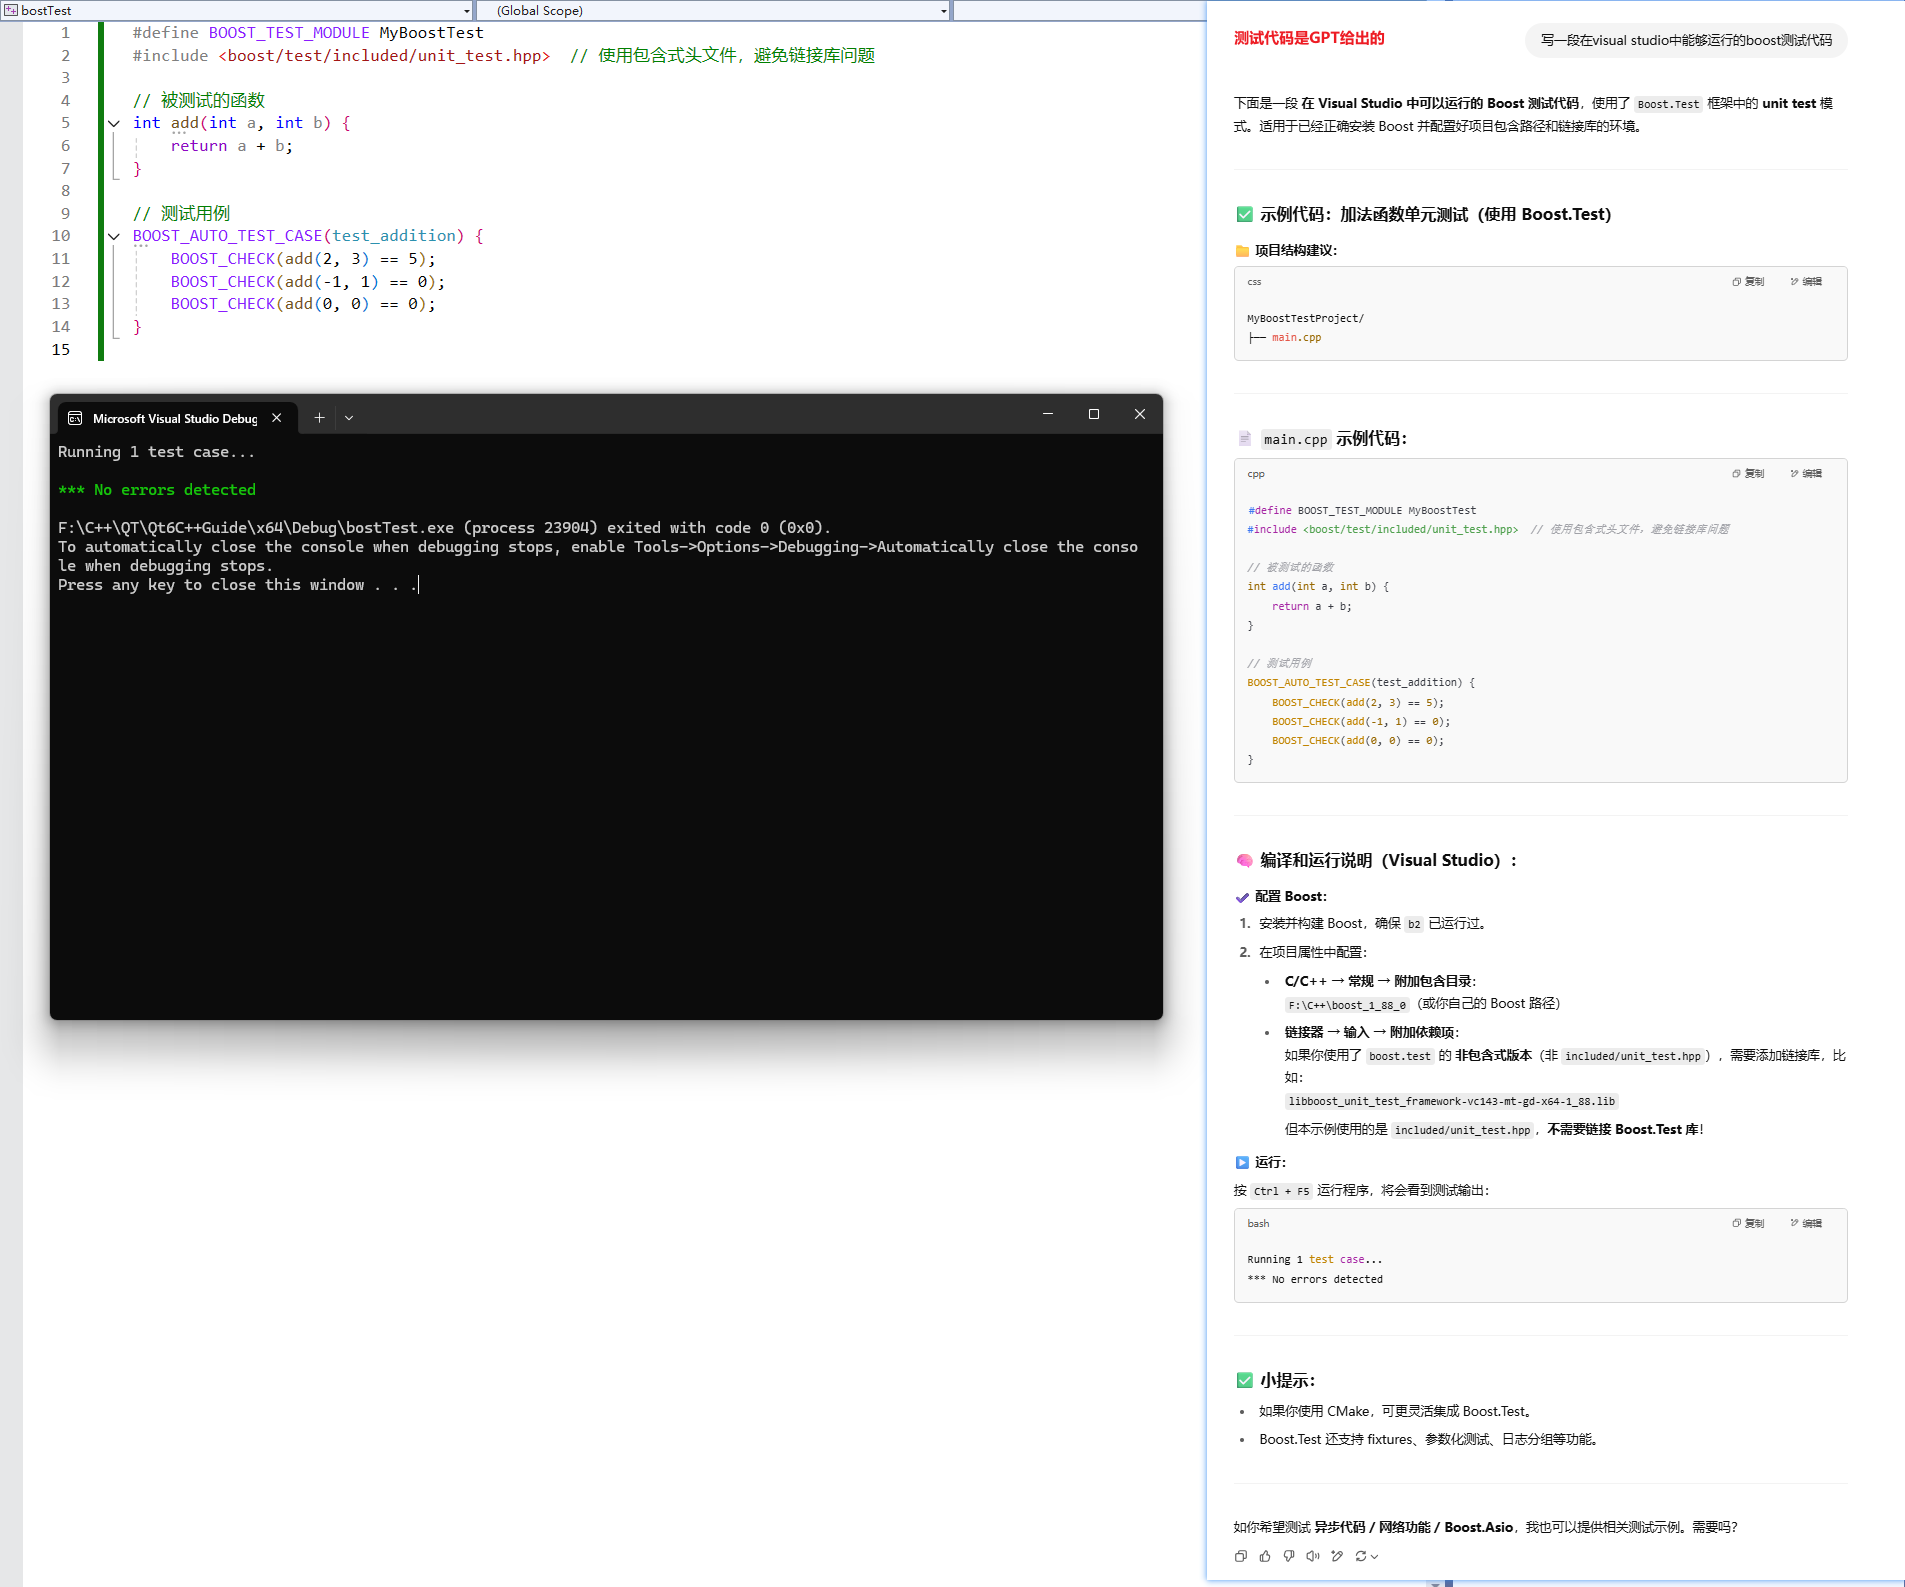 bostTest
(Global Scope)
1 #define BOOST_TEST_MODULE MyBoostTest
2 #include <boost/test/included/unit_test.hpp>  // 使用包含式头文件，避免链接库问题
3
4 // 被测试的函数
5 int add(int a, int b) {
6     return a + b;
7 }
8
9 // 测试用例
10 BOOST_AUTO_TEST_CASE(test_addition) {
11     BOOST_CHECK(add(2, 3) == 5);
12     BOOST_CHECK(add(-1, 1) == 0);
13     BOOST_CHECK(add(0, 0) == 0);
14 }
15
Microsoft Visual Studio Debug
Running 1 test case...
*** No errors detected
F:\C++\QT\Qt6C++Guide\x64\Debug\bostTest.exe (process 23904) exited with code 0 (0x0).
To automatically close the console when debugging stops, enable Tools->Options->Debugging->Automatically close the conso
le when debugging stops.
Press any key to close this window . . .
测试代码是GPT给出的
写一段在visual studio中能够运行的boost测试代码
下面是一段 在 Visual Studio 中可以运行的 Boost 测试代码，使用了 Boost.Test 框架中的 unit test 模
式。适用于已经正确安装 Boost 并配置好项目包含路径和链接库的环境。
✅ 示例代码：加法函数单元测试（使用 Boost.Test）
📁 项目结构建议：
css 复制 编辑
MyBoostTestProject/
├── main.cpp
📄 main.cpp 示例代码：
cpp 复制 编辑
#define BOOST_TEST_MODULE MyBoostTest
#include <boost/test/included/unit_test.hpp>  // 使用包含式头文件，避免链接库问题
// 被测试的函数
int add(int a, int b) {
    return a + b;
}
// 测试用例
BOOST_AUTO_TEST_CASE(test_addition) {
    BOOST_CHECK(add(2, 3) == 5);
    BOOST_CHECK(add(-1, 1) == 0);
    BOOST_CHECK(add(0, 0) == 0);
}
🧠 编译和运行说明（Visual Studio）：
✔ 配置 Boost：
1. 安装并构建 Boost，确保 b2 已运行过。
2. 在项目属性中配置：
• C/C++ → 常规 → 附加包含目录：
F:\C++\boost_1_88_0（或你自己的 Boost 路径）
• 链接器 → 输入 → 附加依赖项：
如果你使用了 boost.test 的 非包含式版本（非 included/unit_test.hpp），需要添加链接库，比
如：
libboost_unit_test_framework-vc143-mt-gd-x64-1_88.lib
但本示例使用的是 included/unit_test.hpp，不需要链接 Boost.Test 库！
▶ 运行：
按 Ctrl + F5 运行程序，将会看到测试输出：
bash 复制 编辑
Running 1 test case...
*** No errors detected
✅ 小提示：
• 如果你使用 CMake，可更灵活集成 Boost.Test。
• Boost.Test 还支持 fixtures、参数化测试、日志分组等功能。
如你希望测试 异步代码 / 网络功能 / Boost.Asio，我也可以提供相关测试示例。需要吗？